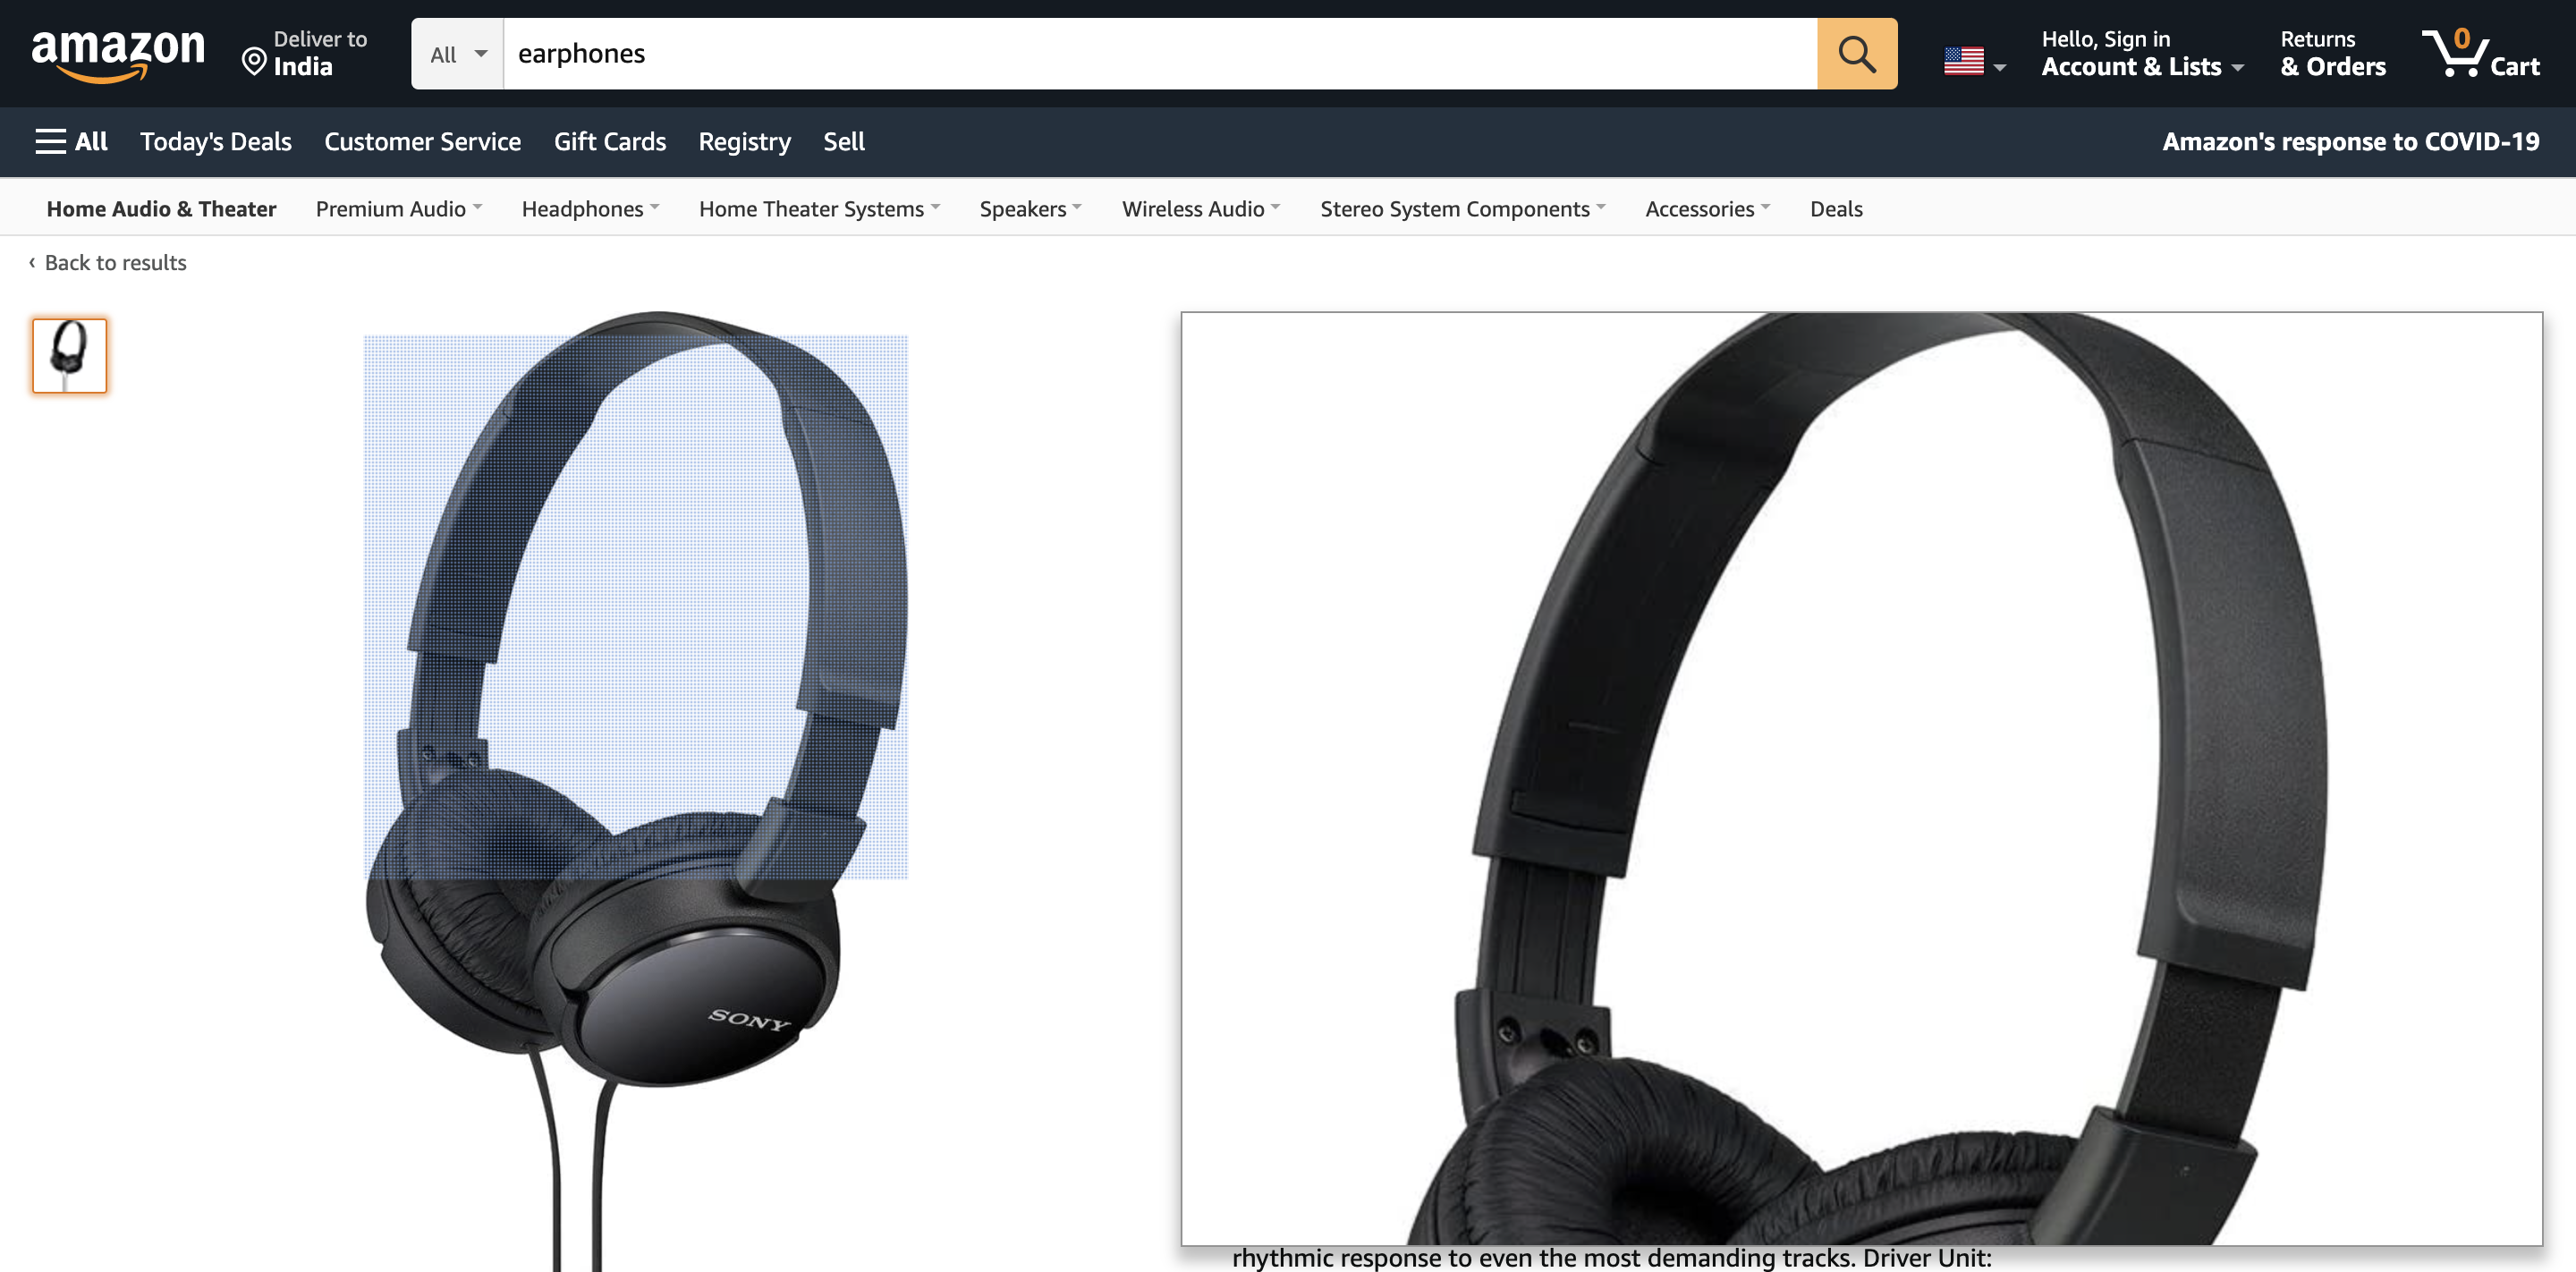 amazon
Deliver to
India
All
earphones
Hello, Sign in
Account & Lists
Returns
& Orders
0
Cart
All
Today's Deals
Customer Service
Gift Cards
Registry
Sell
Amazon's response to COVID-19
Home Audio & Theater
Premium Audio
Headphones
Home Theater Systems
Speakers
Wireless Audio
Stereo System Components
Accessories
Deals
‹ Back to results
SONY
rhythmic response to even the most demanding tracks. Driver Unit: